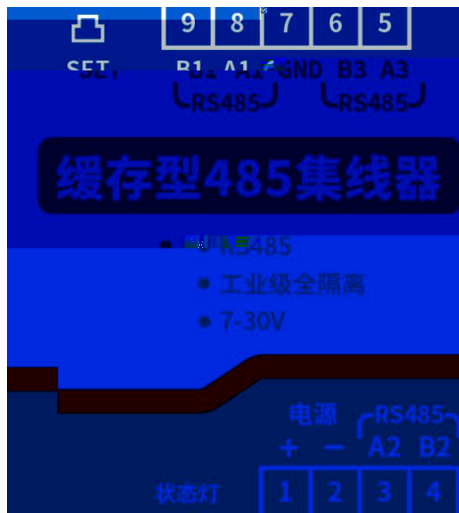 9 8 7 6 5
SET B1 A1 GND B3 A3
RS485 RS485
缓存型485集线器
RS485
工业级全隔离
7-30V
电源 RS485
+ - A2 B2
状态灯 1 2 3 4